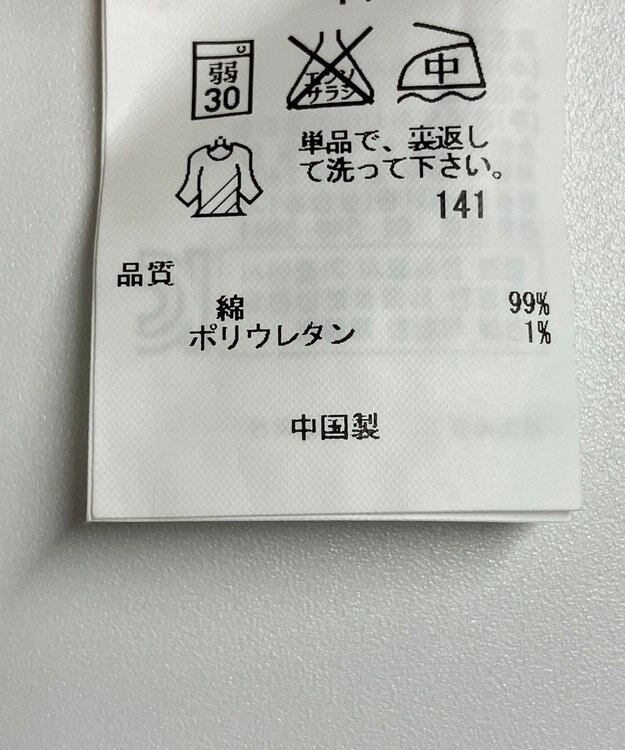 弱
30
エンソ
サラシ
中
単品で、裏返し
て洗って下さい。
141
品質
綿 99%
ポリウレタン 1%
中国製